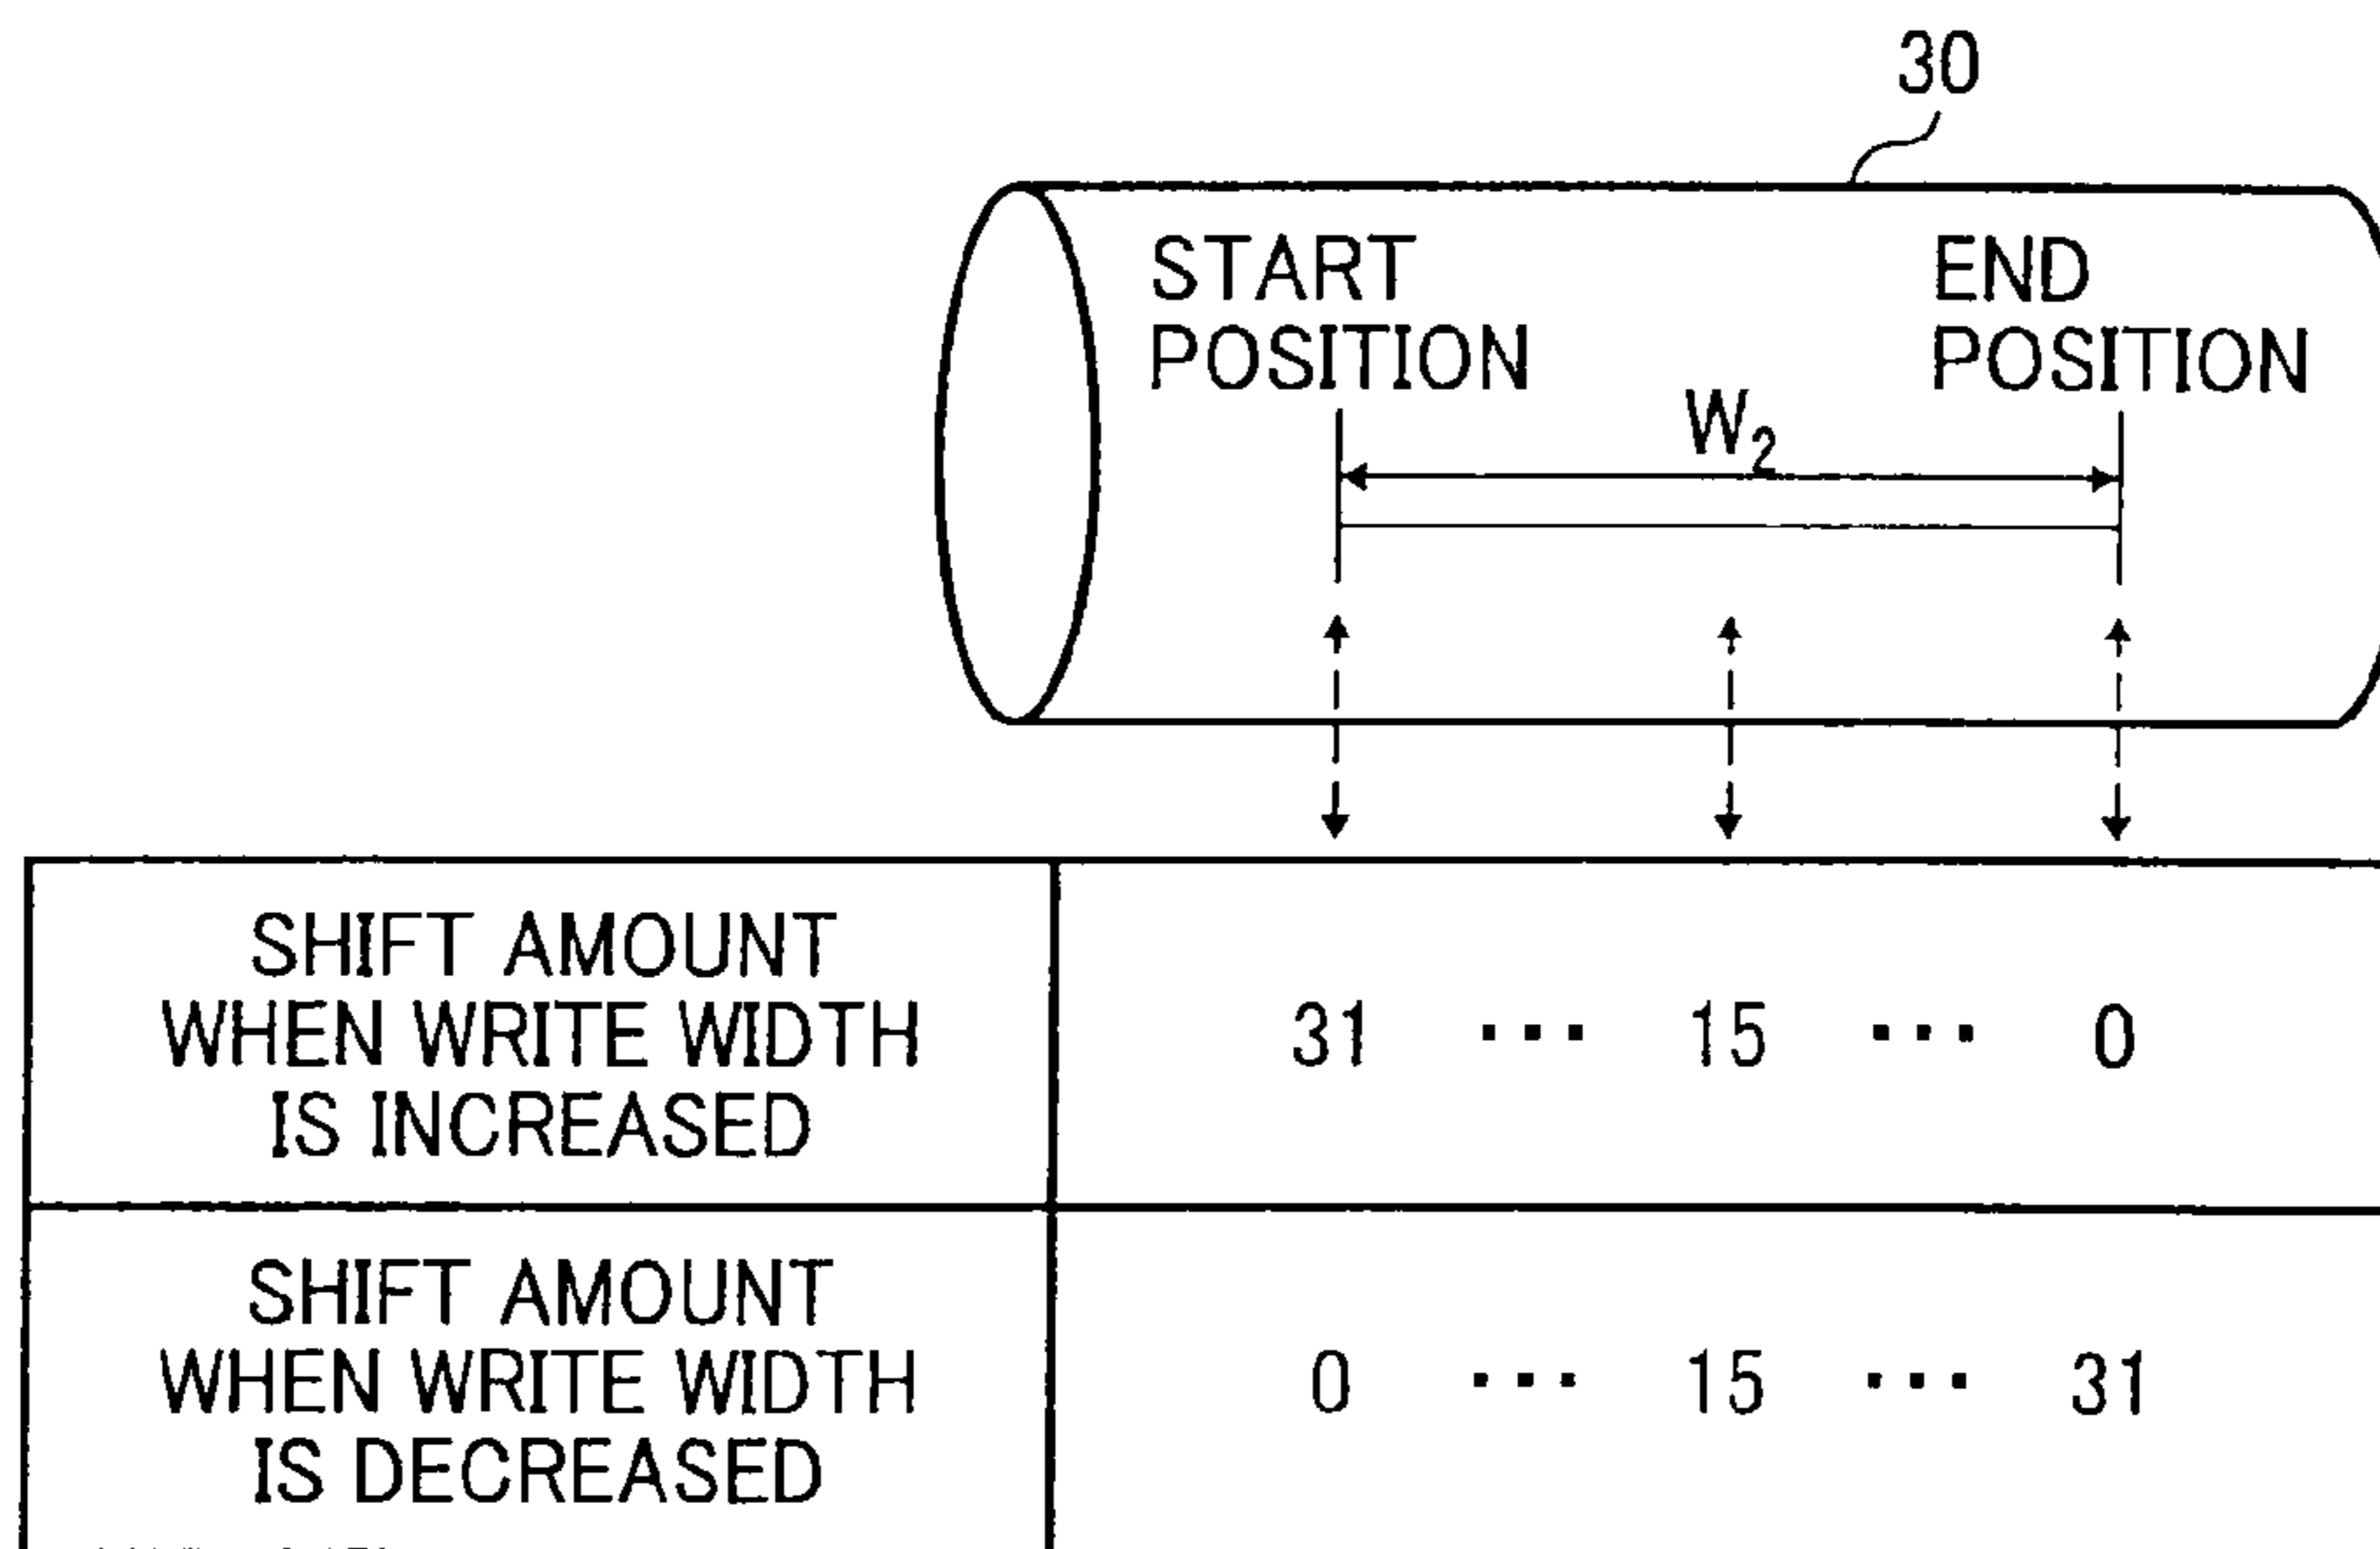 30
START
POSITION
END
POSITION
W2
SHIFT AMOUNT
WHEN WRITE WIDTH
IS INCREASED
31 ··· 15 ··· 0
SHIFT AMOUNT
WHEN WRITE WIDTH
IS DECREASED
0 ··· 15 ··· 31